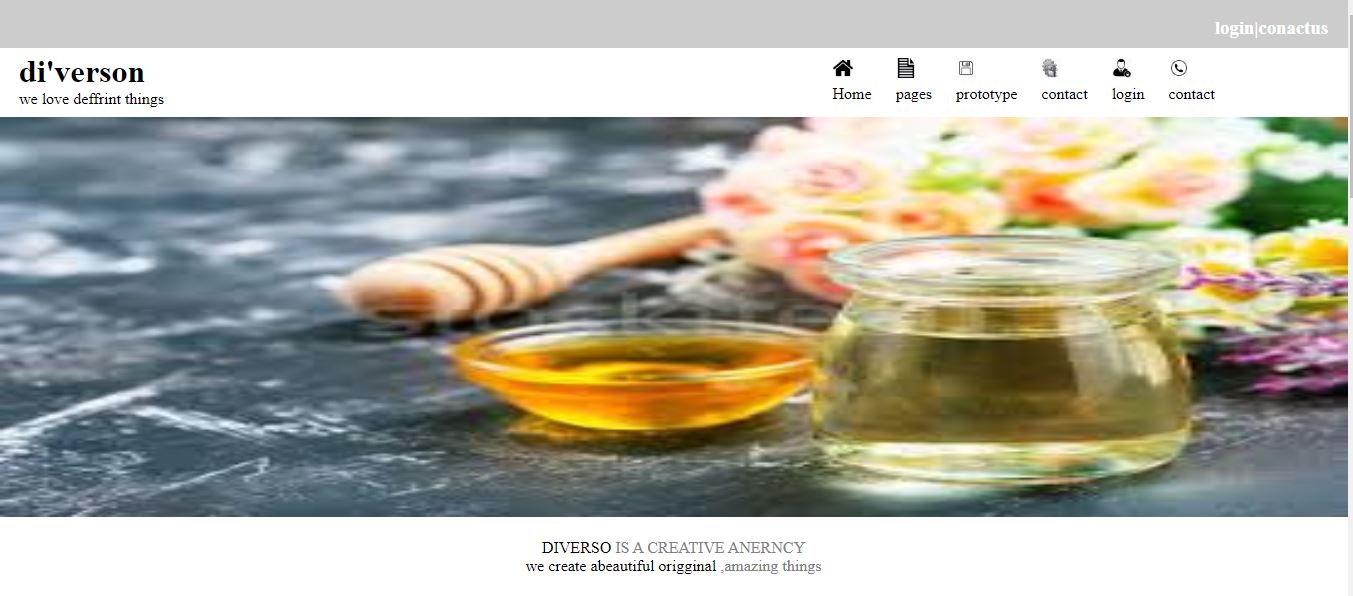 login|conactus
di'verson
we love deffrint things
Home pages prototype contact login contact
DIVERSO IS A CREATIVE ANERNCY
we create abeautiful origginal ,amazing things